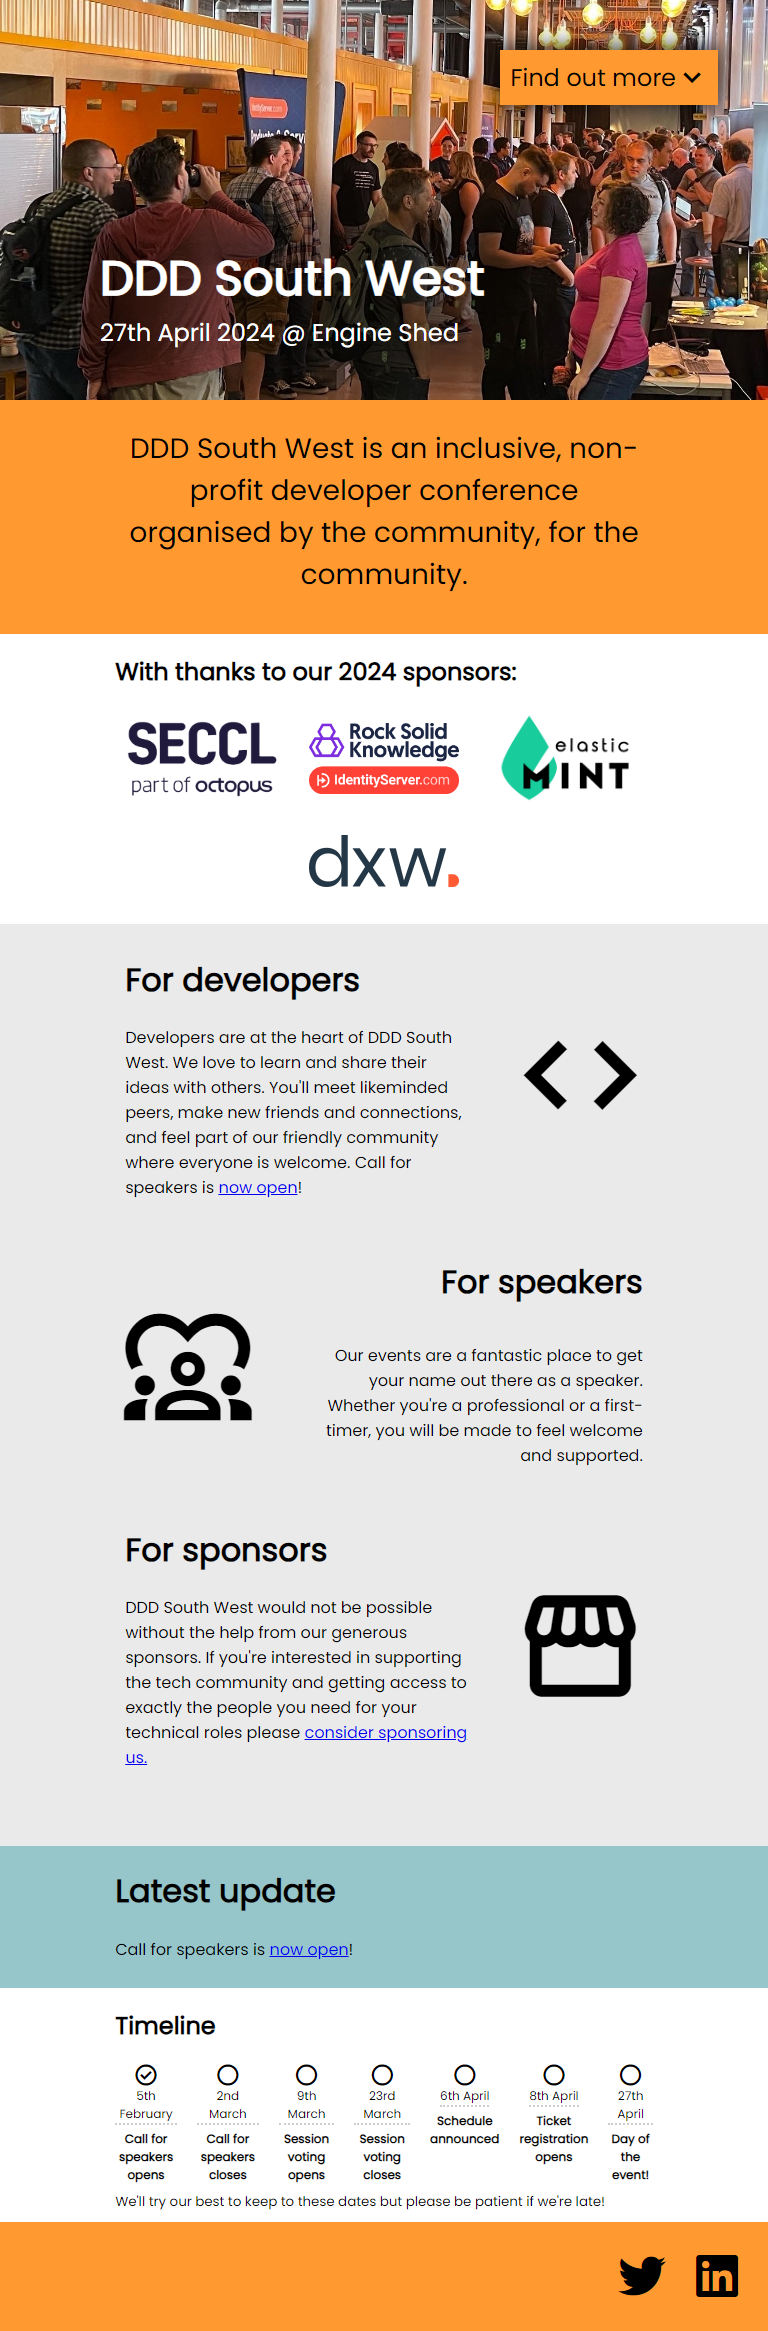 Find out more
IdentityServer.com
DDD South West
27th April 2024 @ Engine Shed
DDD South West is an inclusive, non-
profit developer conference
organised by the community, for the
community.
With thanks to our 2024 sponsors:
SECCL
part of octopus
Rock Solid
Knowledge
IdentityServer.com
elastic
MINT
dxw.
For developers
Developers are at the heart of DDD South
West. We love to learn and share their
ideas with others. You'll meet likeminded
peers, make new friends and connections,
and feel part of our friendly community
where everyone is welcome. Call for
speakers is now open!
For speakers
Our events are a fantastic place to get
your name out there as a speaker.
Whether you're a professional or a first-
timer, you will be made to feel welcome
and supported.
For sponsors
DDD South West would not be possible
without the help from our generous
sponsors. If you're interested in supporting
the tech community and getting access to
exactly the people you need for your
technical roles please consider sponsoring
us.
Latest update
Call for speakers is now open!
Timeline
5th
February
Call for
speakers
opens
2nd
March
Call for
speakers
closes
9th
March
Session
voting
opens
23rd
March
Session
voting
closes
6th April
Schedule
announced
8th April
Ticket
registration
opens
27th
April
Day of
the
event!
We'll try our best to keep to these dates but please be patient if we're late!
in